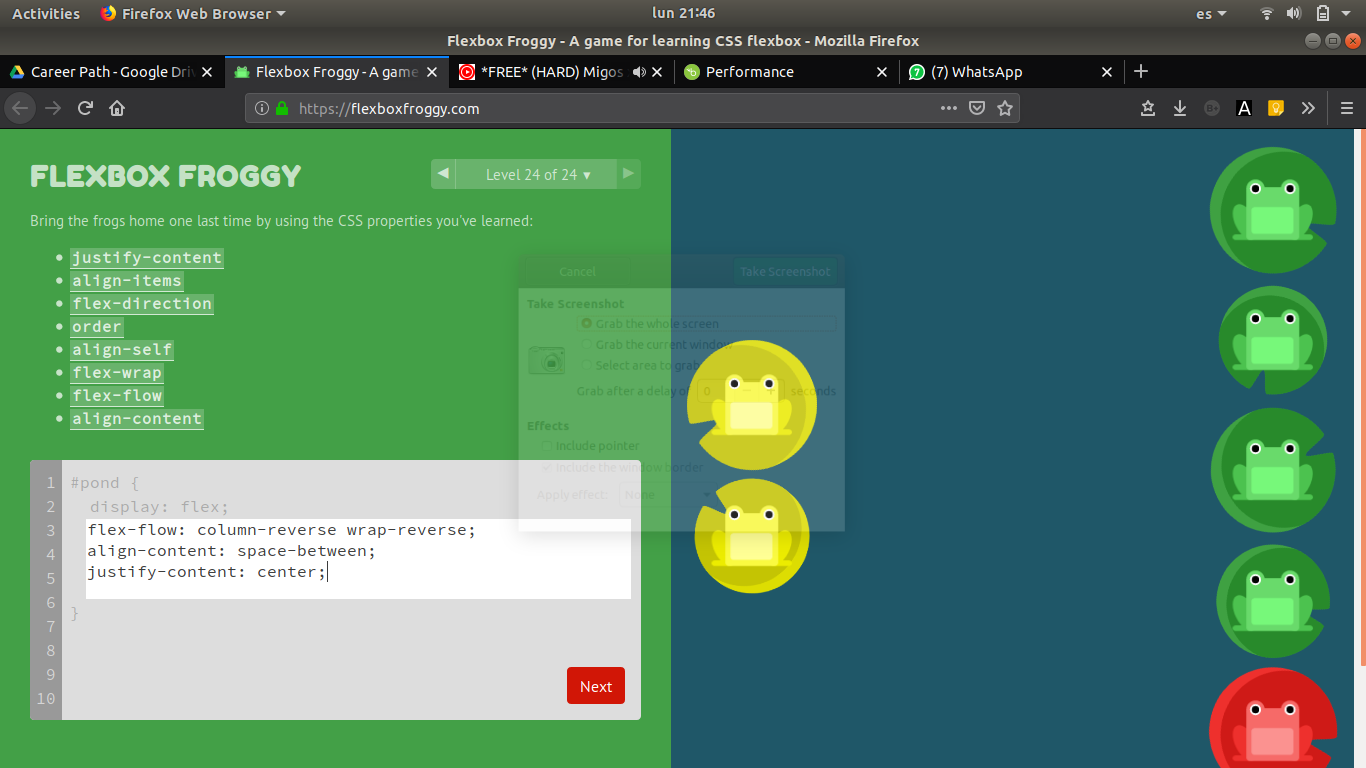 Activities
Firefox Web Browser
lun 21:46
es
Flexbox Froggy - A game for learning CSS flexbox - Mozilla Firefox
Career Path - Google Driv
Flexbox Froggy - A game
*FREE* (HARD) Migos
Performance
(7) WhatsApp
https://flexboxfroggy.com
FLEXBOX FROGGY
Level 24 of 24
Bring the frogs home one last time by using the CSS properties you've learned:
justify-content
align-items
flex-direction
order
align-self
flex-wrap
flex-flow
align-content
Cancel
Take Screenshot
Take Screenshot
Grab the whole screen
Grab the current window
Select area to grab
Grab after a delay of 0 seconds
Effects
Include pointer
Include the window border
Apply effect: None
1 #pond {
2 display: flex;
3 flex-flow: column-reverse wrap-reverse;
4 align-content: space-between;
5 justify-content: center;
6 }
7
8
9
10
Next